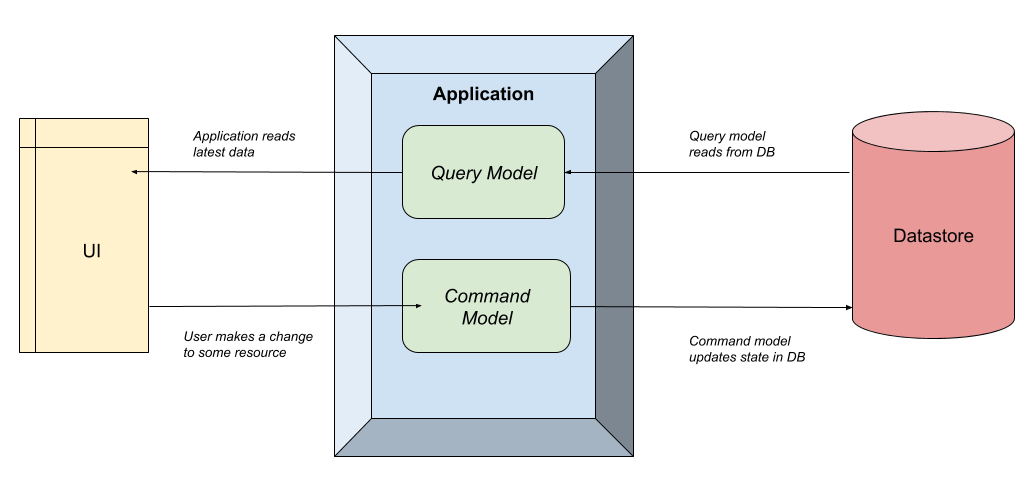 Application
Application reads
latest data
Query model
reads from DB
Query Model
UI
Datastore
Command
Model
User makes a change
to some resource
Command model
updates state in DB